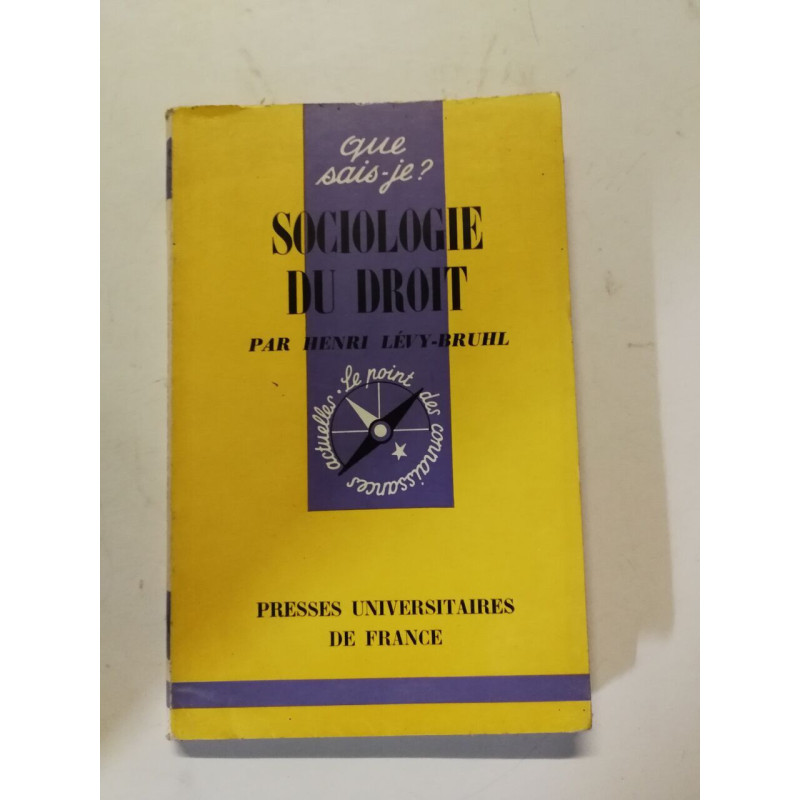 que
sais-je?
SOCIOLOGIE
DU DROIT
PAR HENRI LÉVY-BRUHL
Le point des connaissances actuelles.
PRESSES UNIVERSITAIRES
DE FRANCE